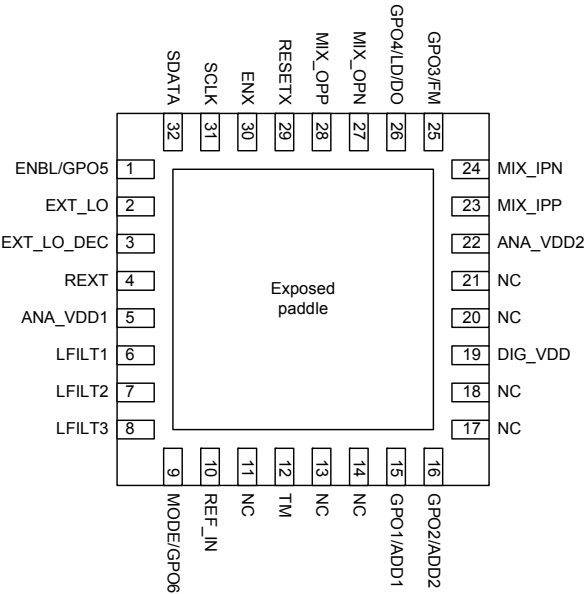 SDATA
SCLK
ENX
RESETX
MIX_OPP
MIX_OPN
GPO4/LD/DO
GPO3/FM
32
31
30
29
28
27
26
25
ENBL/GPO5 1
EXT_LO 2
EXT_LO_DEC 3
REXT 4
ANA_VDD1 5
LFILT1 6
LFILT2 7
LFILT3 8
Exposed
paddle
24 MIX_IPN
23 MIX_IPP
22 ANA_VDD2
21 NC
20 NC
19 DIG_VDD
18 NC
17 NC
9
10
11
12
13
14
15
16
MODE/GPO6
REF_IN
NC
TM
NC
NC
GPO1/ADD1
GPO2/ADD2